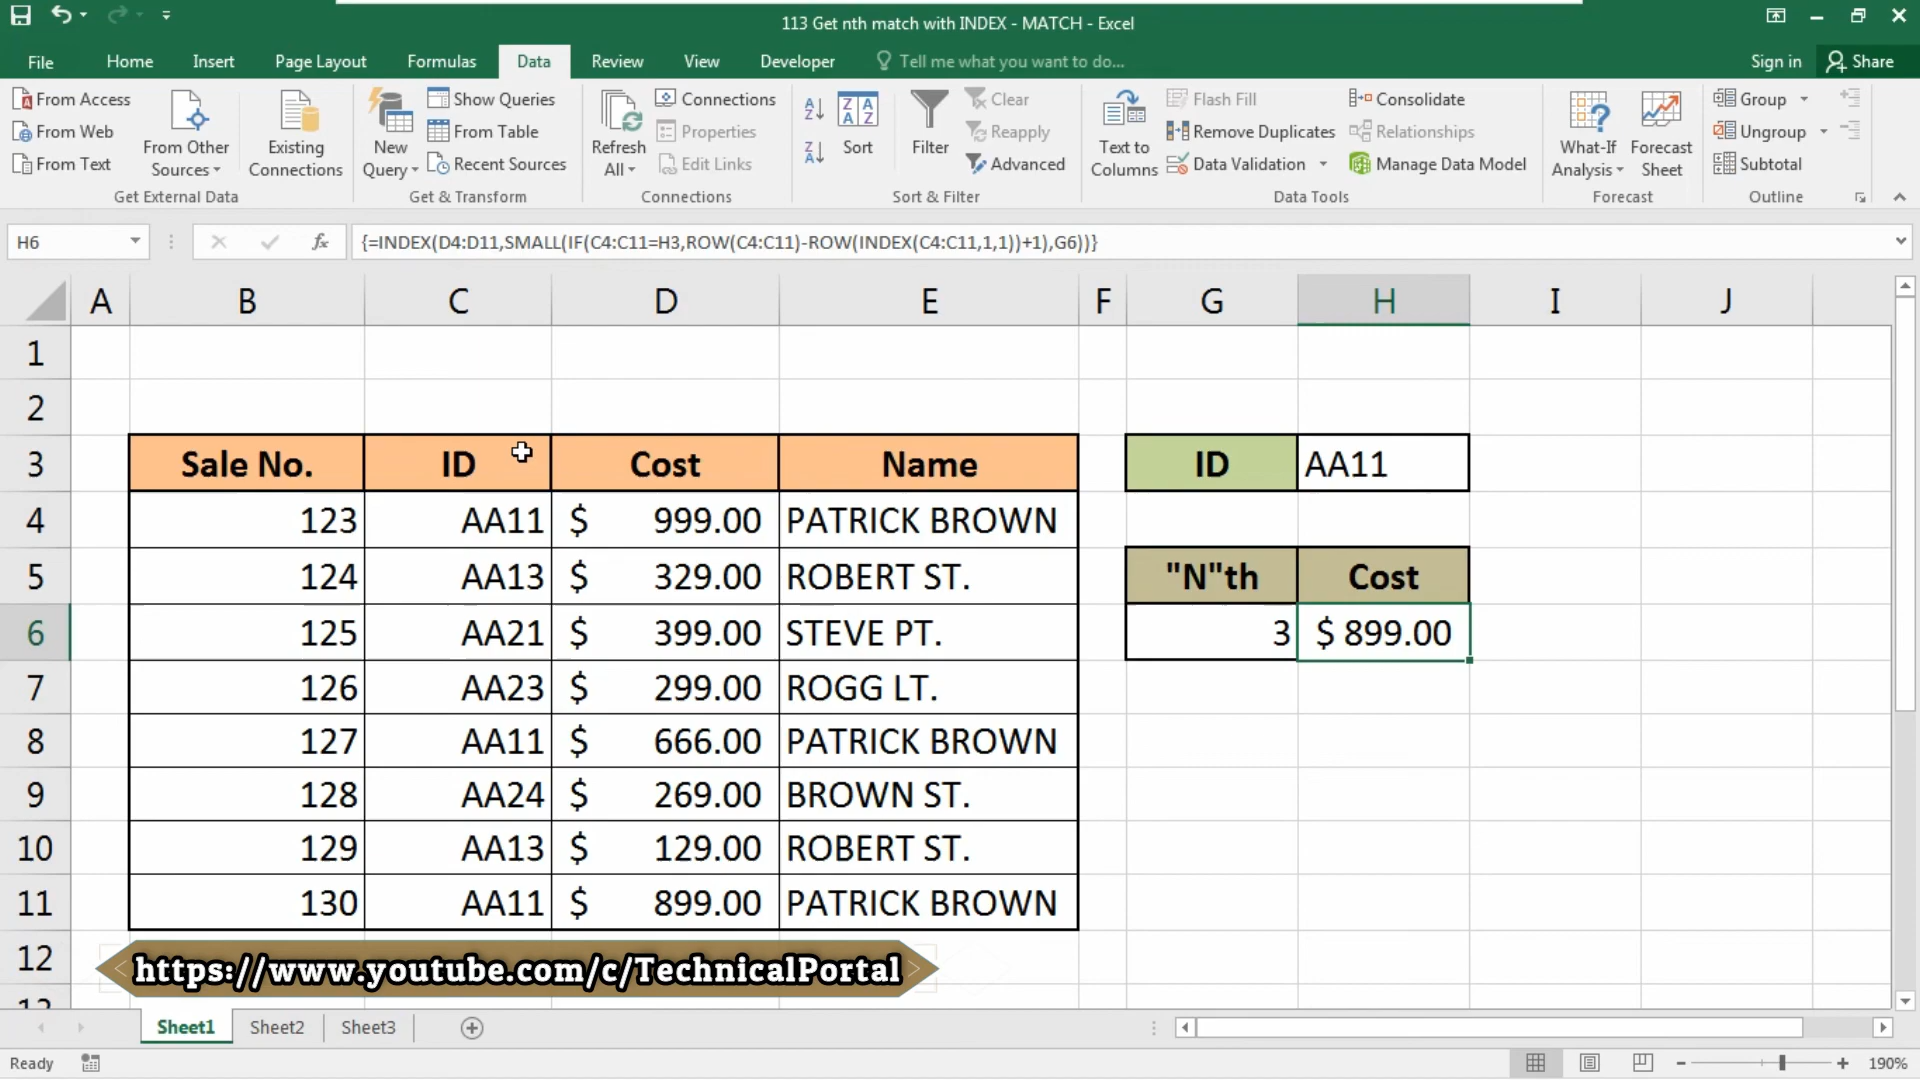 113 Get nth match with INDEX - MATCH - Excel
File Home Insert Page Layout Formulas Data Review View Developer Tell me what you want to do... Sign in Share
From Access
From Web
From Text
From Other Sources
Existing Connections
Get External Data
New Query
Show Queries
From Table
Recent Sources
Get & Transform
Refresh All
Connections
Properties
Edit Links
Connections
Sort
Filter
Clear
Reapply
Advanced
Sort & Filter
Text to Columns
Flash Fill
Remove Duplicates
Data Validation
Consolidate
Relationships
Manage Data Model
Data Tools
What-If Analysis
Forecast Sheet
Forecast
Group
Ungroup
Subtotal
Outline
H6 fx {=INDEX(D4:D11,SMALL(IF(C4:C11=H3,ROW(C4:C11)-ROW(INDEX(C4:C11,1,1))+1),G6))}
A B C D E F G H I J
1
2
3 Sale No. ID Cost Name ID AA11
4 123 AA11 $ 999.00 PATRICK BROWN
5 124 AA13 $ 329.00 ROBERT ST. "N"th Cost
6 125 AA21 $ 399.00 STEVE PT. 3 $ 899.00
7 126 AA23 $ 299.00 ROGG LT.
8 127 AA11 $ 666.00 PATRICK BROWN
9 128 AA24 $ 269.00 BROWN ST.
10 129 AA13 $ 129.00 ROBERT ST.
11 130 AA11 $ 899.00 PATRICK BROWN
12
https://www.youtube.com/c/TechnicalPortal
Sheet1 Sheet2 Sheet3
Ready 190%